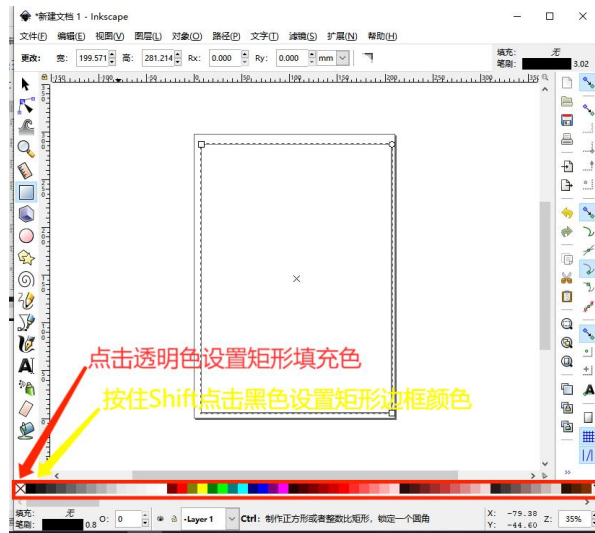 *新建文档 1 - Inkscape
文件(F) 编辑(E) 视图(V) 图层(L) 对象(O) 路径(P) 文字(T) 滤镜(S) 扩展(N) 帮助(H)
更改: 宽: 199.571 高: 281.214 Rx: 0.000 Ry: 0.000 mm
填充: 无
笔刷: 3.02
点击透明色设置矩形填充色
按住Shift点击黑色设置矩形边框颜色
填充: 无
笔刷: 0.8 O: 0 -Layer 1 Ctrl: 制作正方形或者整数比矩形, 锁定一个圆角
X: -79.38
Y: -44.60
Z: 35%